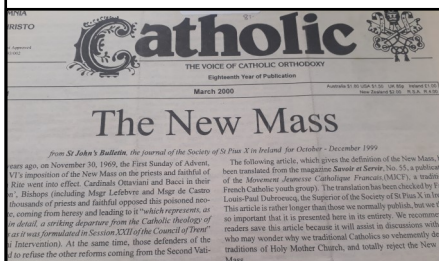 MNIA
RISTO
Catholic
THE VOICE OF CATHOLIC ORTHODOXY
Eighteenth Year of Publication
March 2000
The New Mass
from St John's Bulletin, the journal of the Society of St Pius X in Ireland for October - December 1999
years ago, on November 30, 1969, the First Sunday of Advent,
VI's imposition of the New Mass on the priests and faithful of
Rite went into effect. Cardinals Ottaviani and Bacci in their
on', Bishops (including Msgr Lefebvre and Msgr de Castro
thousands of priests and faithful opposed this poisoned neo-
e, coming from heresy and leading to it "which represents, as
in detail, a striking departure from the Catholic theology of
s as it was formulated in Session XXII of the Council of Trent"
i Intervention). At the same time, those defenders of the
d to refuse the other reforms coming from the Second Vati-
The following article, which gives the definition of the New Mass,
been translated from the magazine Savoir et Servir, No. 55, a publicat
of the Mouvement Jeunesse Catholique Francais (MJCF), a tradit
French Catholic youth group). The translation has been checked by F
Louis-Paul Dubroeucq, the Superior of the Society of St Pius X in Ire
This article is rather longer than those we normally publish, but we f
so important that it is presented here in its entirety. We recomme
readers save this article because it will assist in discussions with
who may wonder why we traditional Catholics so vehemently de
traditions of Holy Mother Church, and totally reject the New
Mass